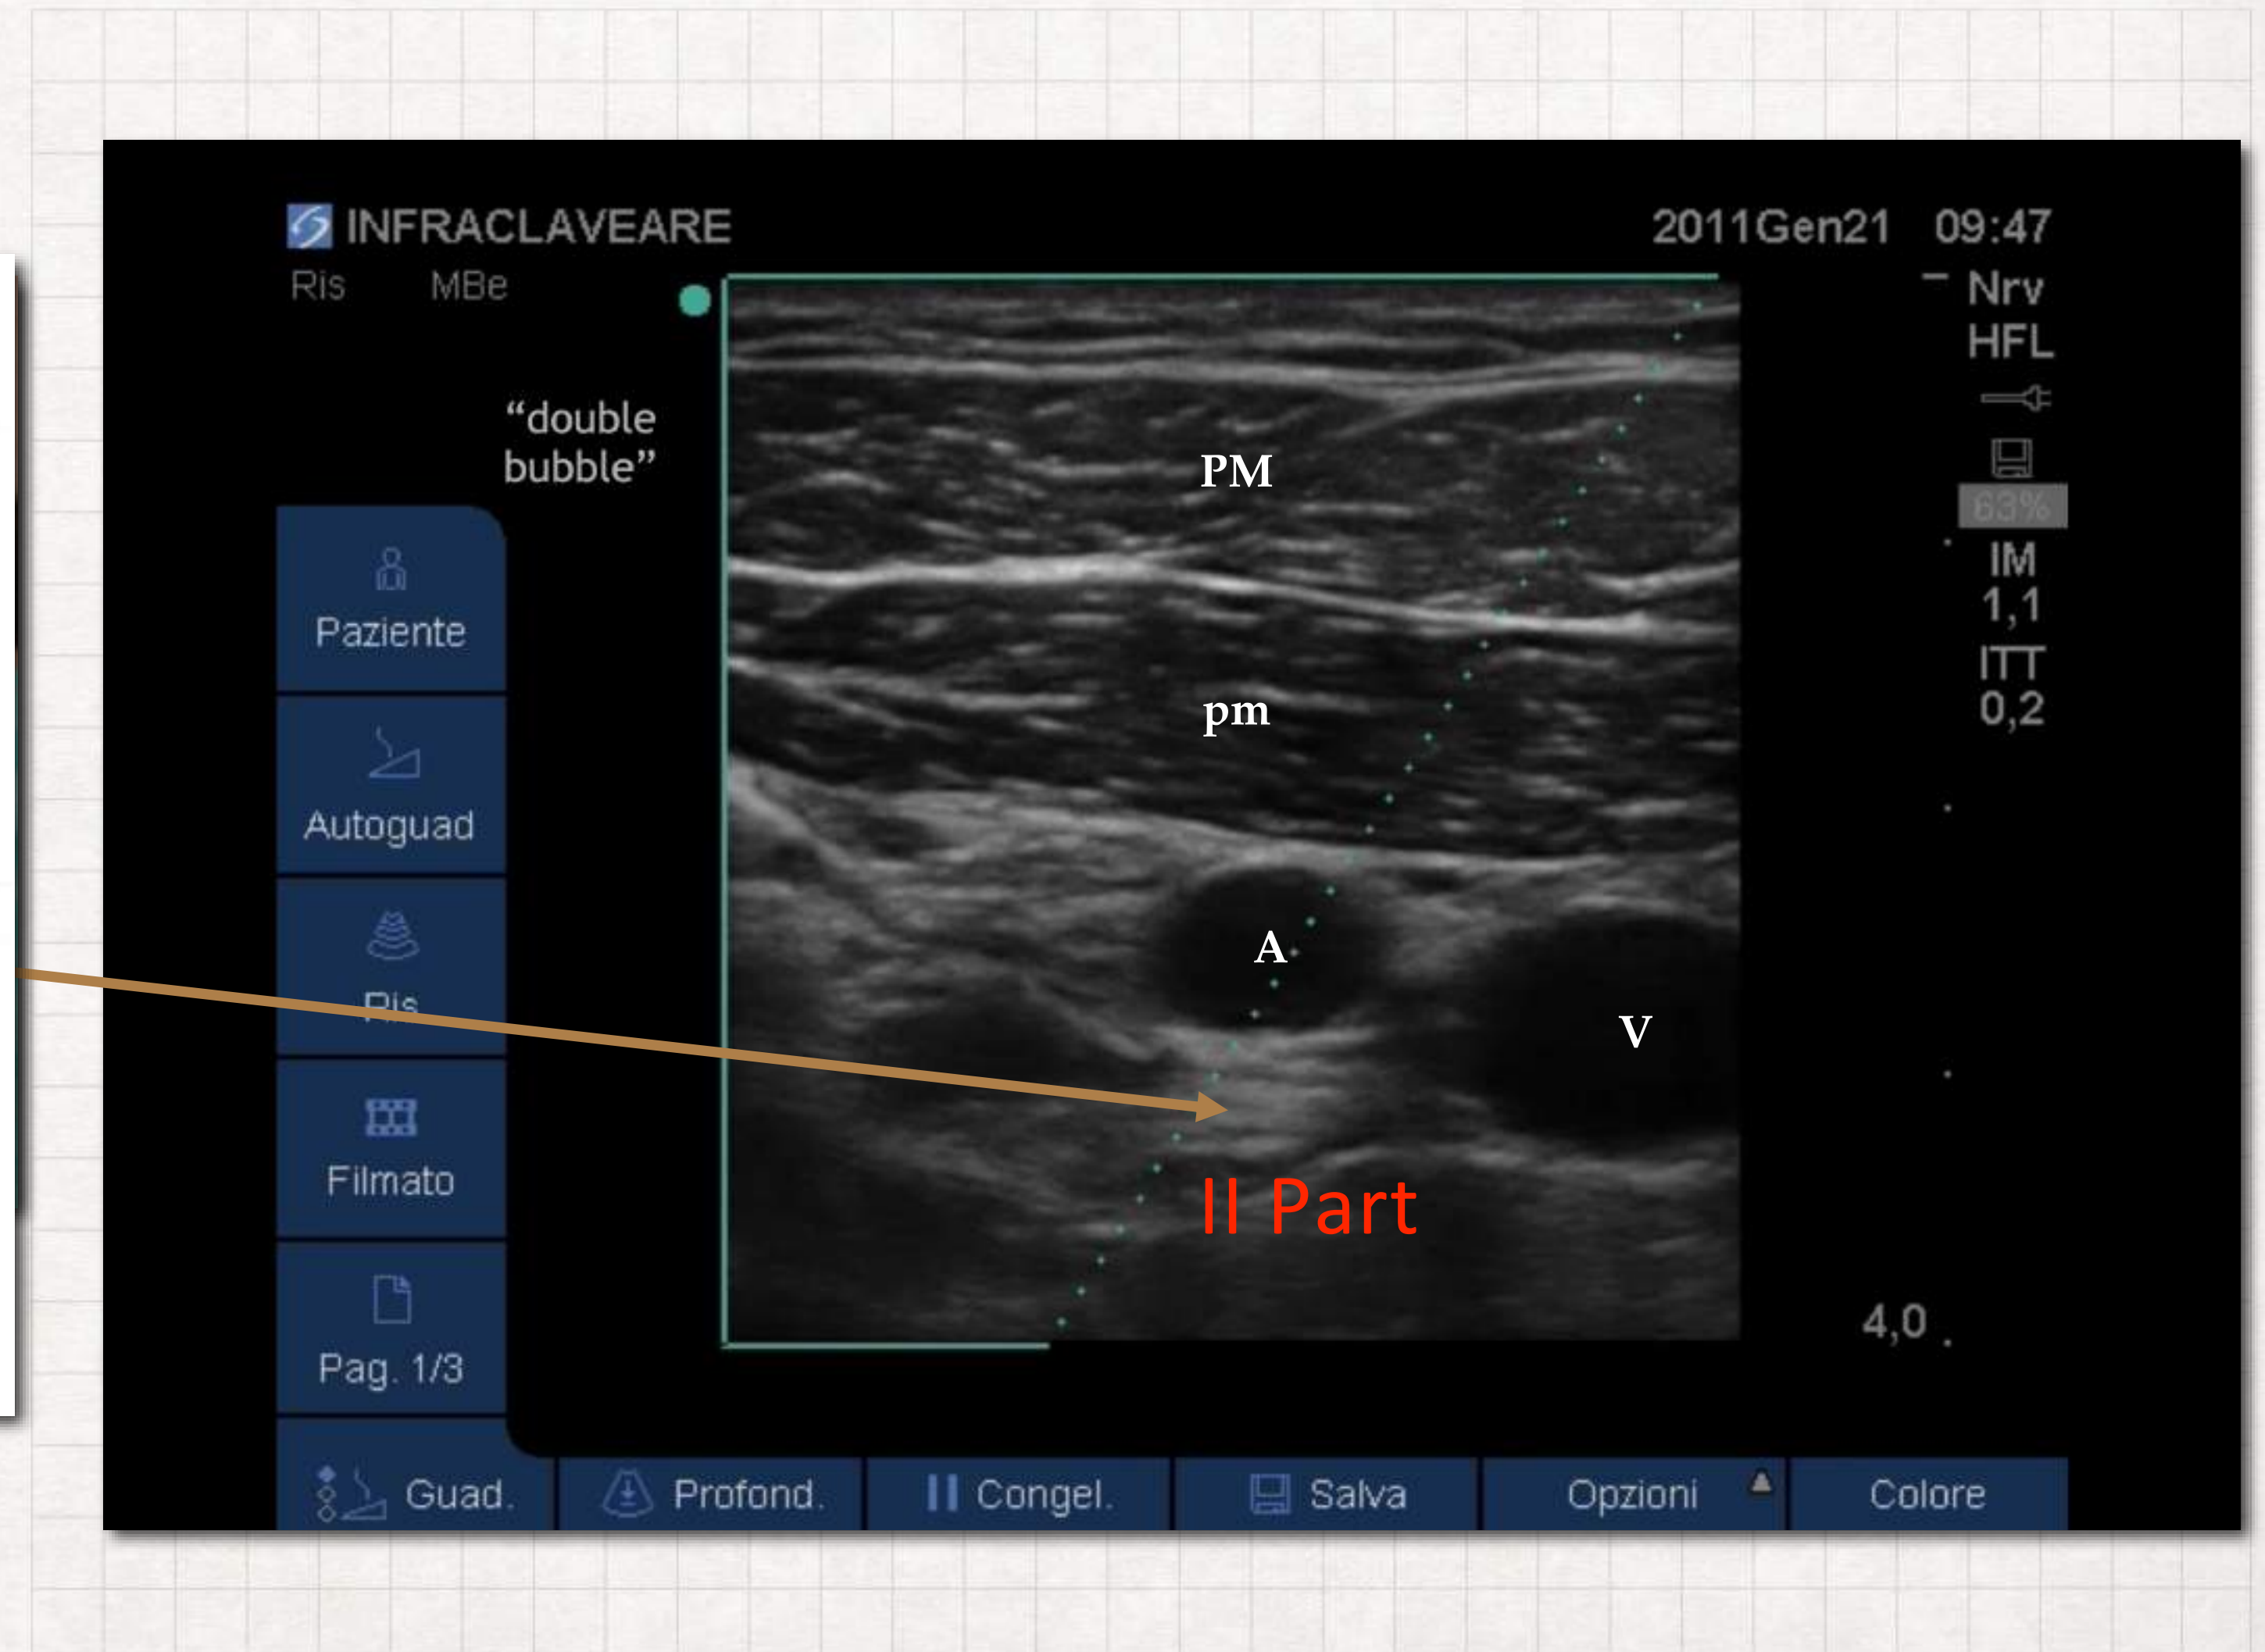 INFRACLAVEARE
2011Gen21 09:47
Ris MBe
Nrv
HFL
“double
bubble”
63%
IM
1,1
ITT
0,2
PM
pm
A
V
II Part
4,0
Paziente
Autoguad
Ris
Filmato
Pag. 1/3
Guad.
Profond.
Congel.
Salva
Opzioni
Colore